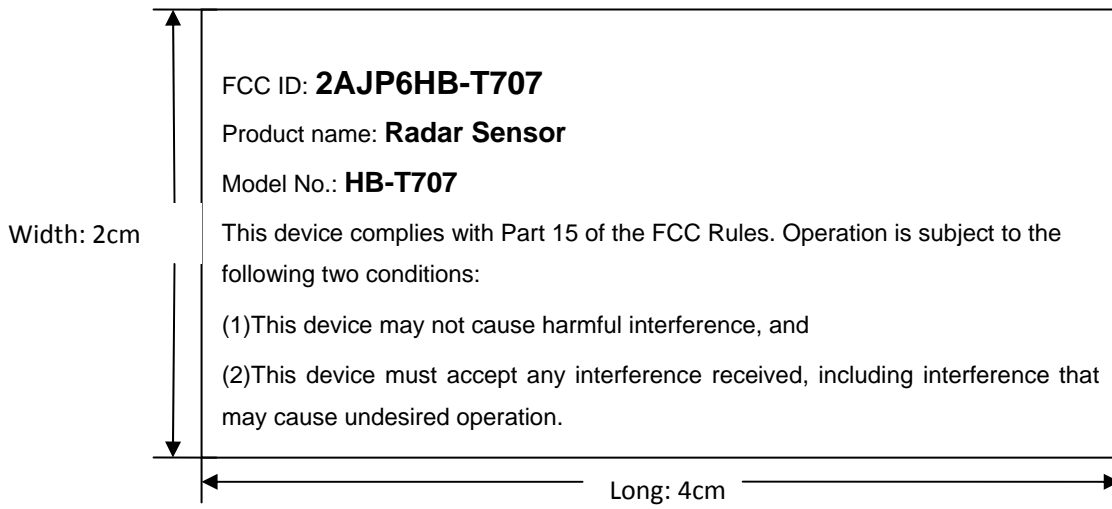 FCC ID: 2AJP6HB-T707
Product name: Radar Sensor
Model No.: HB-T707
Width: 2cm
This device complies with Part 15 of the FCC Rules. Operation is subject to the
following two conditions:
(1)This device may not cause harmful interference, and
(2)This device must accept any interference received, including interference that
may cause undesired operation.
Long: 4cm